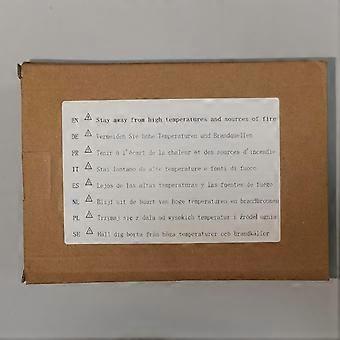 EN ⚠ Stay away from high temperatures and sources of fire
DE ⚠ Vermeiden Sie hohe Temperaturen und Brandquellen
FR ⚠ Tenir à l'écart de la chaleur et des sources d'incendie
IT ⚠ Stai lontano da alte temperature e fonti di fuoco
ES ⚠ Lejos de las altas temperaturas y las fuentes de fuego
NL ⚠ Blijf uit de buurt van hoge temperaturen en brandbronnen
PL ⚠ Trzymaj się z dala od wysokich temperatur i źródeł ognia
SE ⚠ Håll dig borta från höga temperaturer och brandkällor